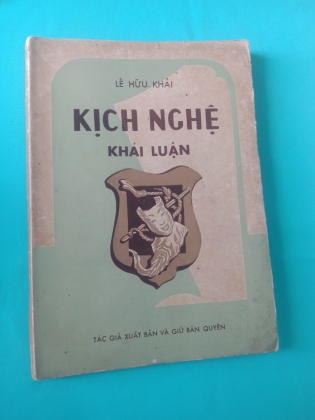 LÊ HỮU KHẢI
KỊCH NGHỆ
KHÁI LUẬN
TÁC GIẢ XUẤT BẢN VÀ GIỮ BẢN QUYỀN